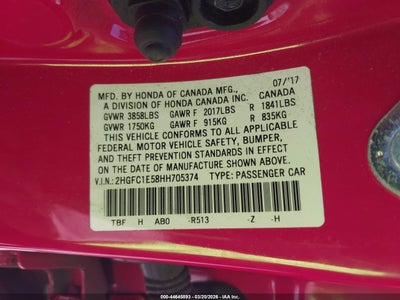 MFD. BY HONDA OF CANADA MFG., 07/'17
A DIVISION OF HONDA CANADA INC. CANADA
GVWR 3858LBS GAWR F 2017LBS R 1841LBS
GVWR 1750KG GAWR F 915KG R 835KG
THIS VEHICLE CONFORMS TO ALL APPLICABLE
FEDERAL MOTOR VEHICLE SAFETY, BUMPER,
AND THEFT PREVENTION STANDARDS IN EFFECT
ON THE DATE OF MANUFACTURE SHOWN ABOVE.
V.I.N.: 2HGFC1E58HH705374 TYPE: PASSENGER CAR
TBF H AB0 -R513 -Z -H
000-44645893 - 03/20/2026 - IAA Inc.